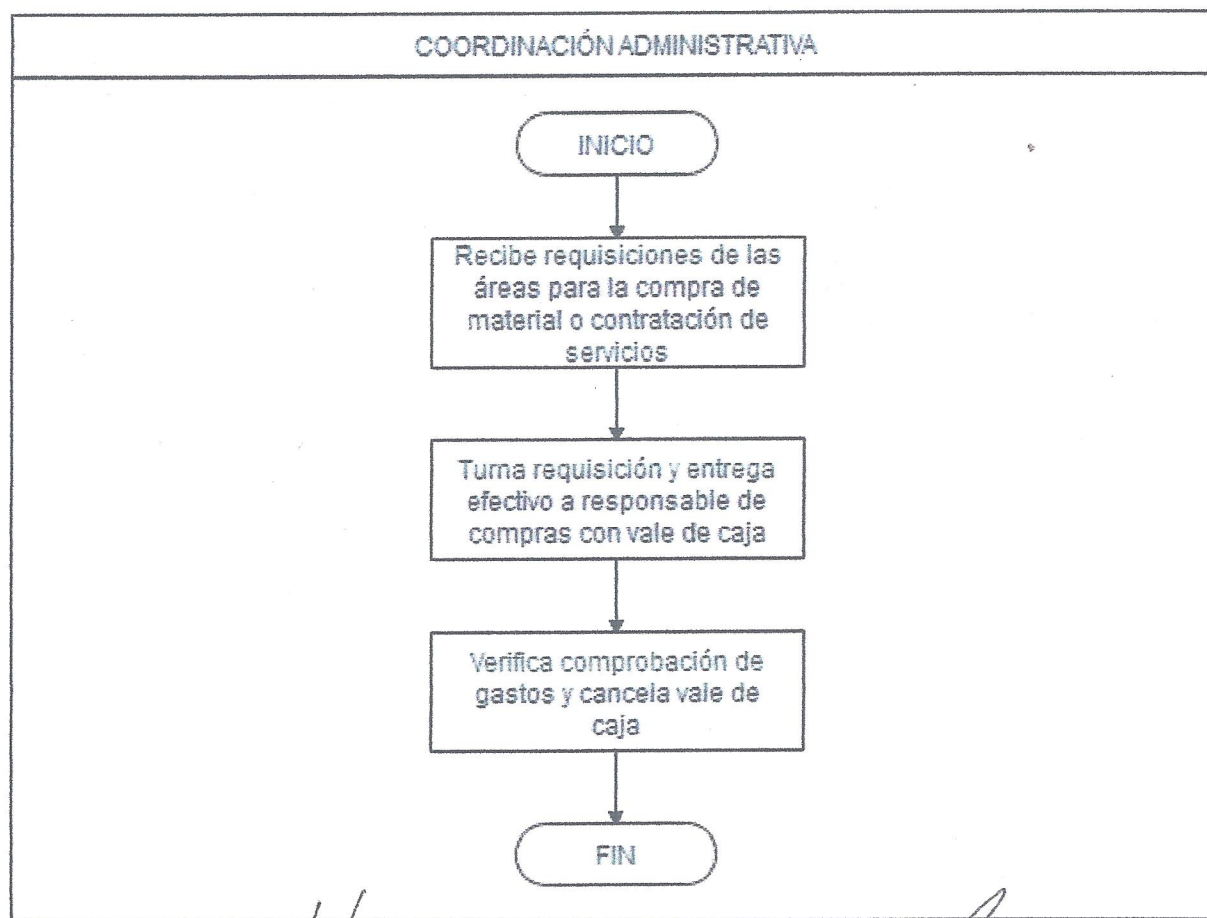 COORDINACIÓN ADMINISTRATIVA
INICIO
Recibe requisiciones de las
áreas para la compra de
material o contratación de
servicios
Turna requisición y entrega
efectivo a responsable de
compras con vale de caja
Verifica comprobación de
gastos y cancela vale de
caja
FIN